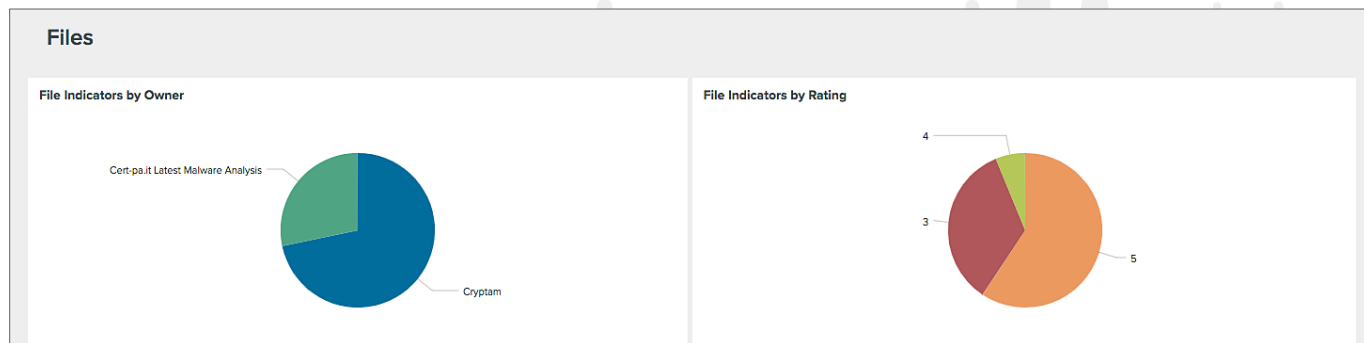 Files
File Indicators by Owner
Cert-pa.it Latest Malware Analysis
Cryptam
File Indicators by Rating
4
3
5